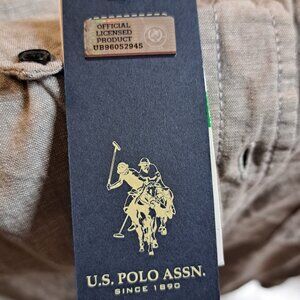 OFFICIAL
LICENSED
PRODUCT
UB96052945
U.S. POLO ASSN.
SINCE 1890